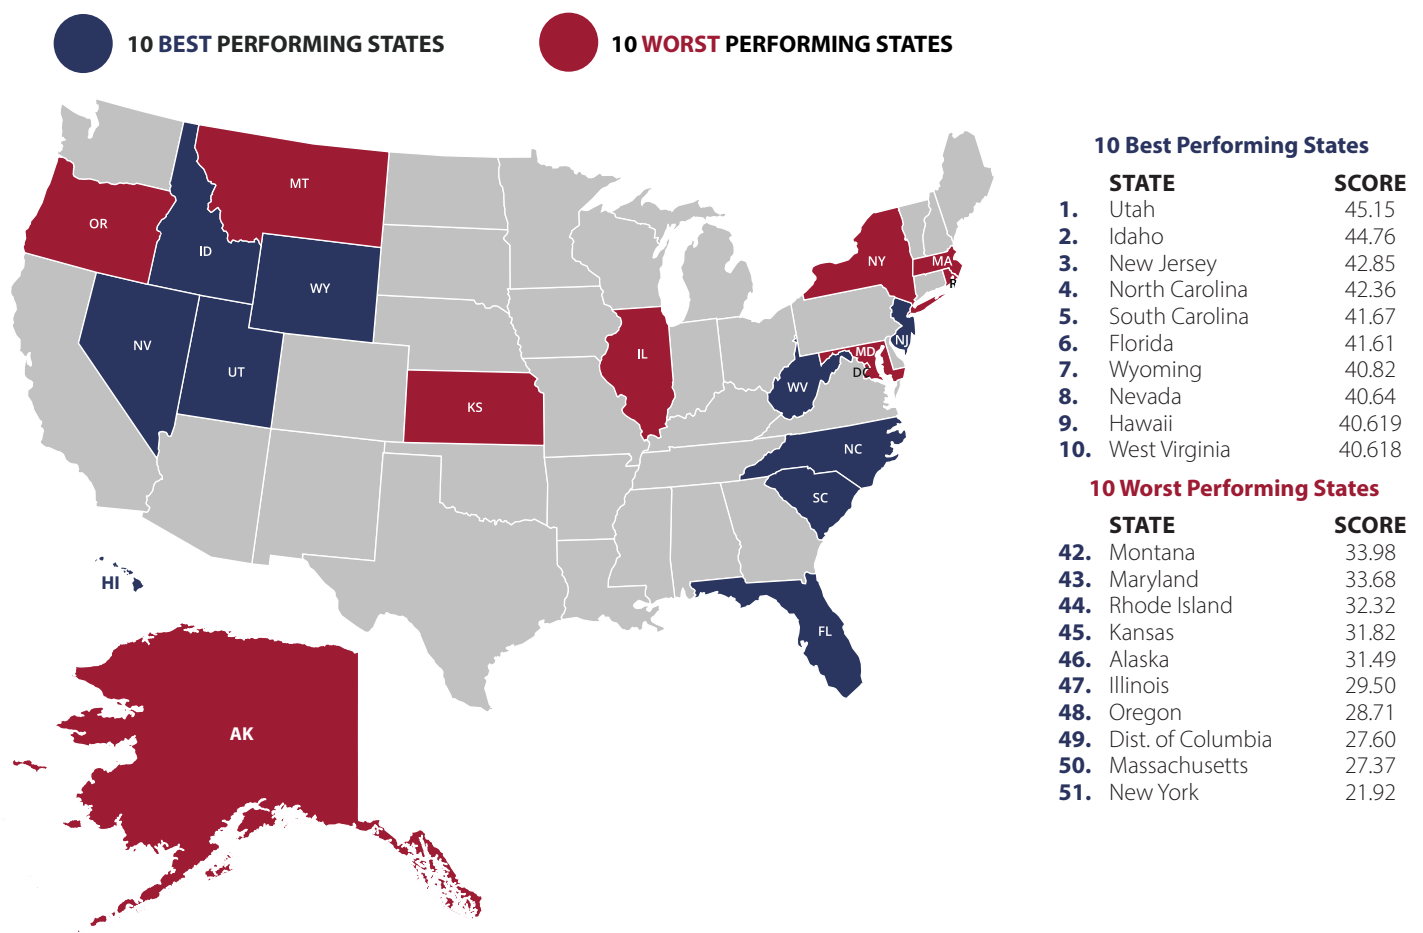 10 BEST PERFORMING STATES
10 WORST PERFORMING STATES
MT
OR
ID
WY
NV
UT
KS
IL
NY
MA
NJ
MD
DC
WV
NC
SC
FL
HI
AK
10 Best Performing States
STATE SCORE
1. Utah 45.15
2. Idaho 44.76
3. New Jersey 42.85
4. North Carolina 42.36
5. South Carolina 41.67
6. Florida 41.61
7. Wyoming 40.82
8. Nevada 40.64
9. Hawaii 40.619
10. West Virginia 40.618
10 Worst Performing States
STATE SCORE
42. Montana 33.98
43. Maryland 33.68
44. Rhode Island 32.32
45. Kansas 31.82
46. Alaska 31.49
47. Illinois 29.50
48. Oregon 28.71
49. Dist. of Columbia 27.60
50. Massachusetts 27.37
51. New York 21.92